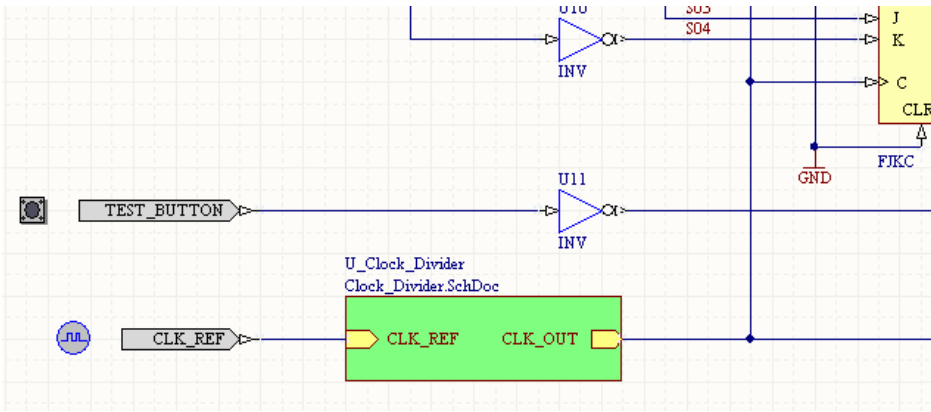 U10
S03
J
S04
K
INV
C
CLR
FJKC
GND
U11
TEST_BUTTON
INV
U_Clock_Divider
Clock_Divider.SchDoc
CLK_REF
CLK_REF
CLK_OUT